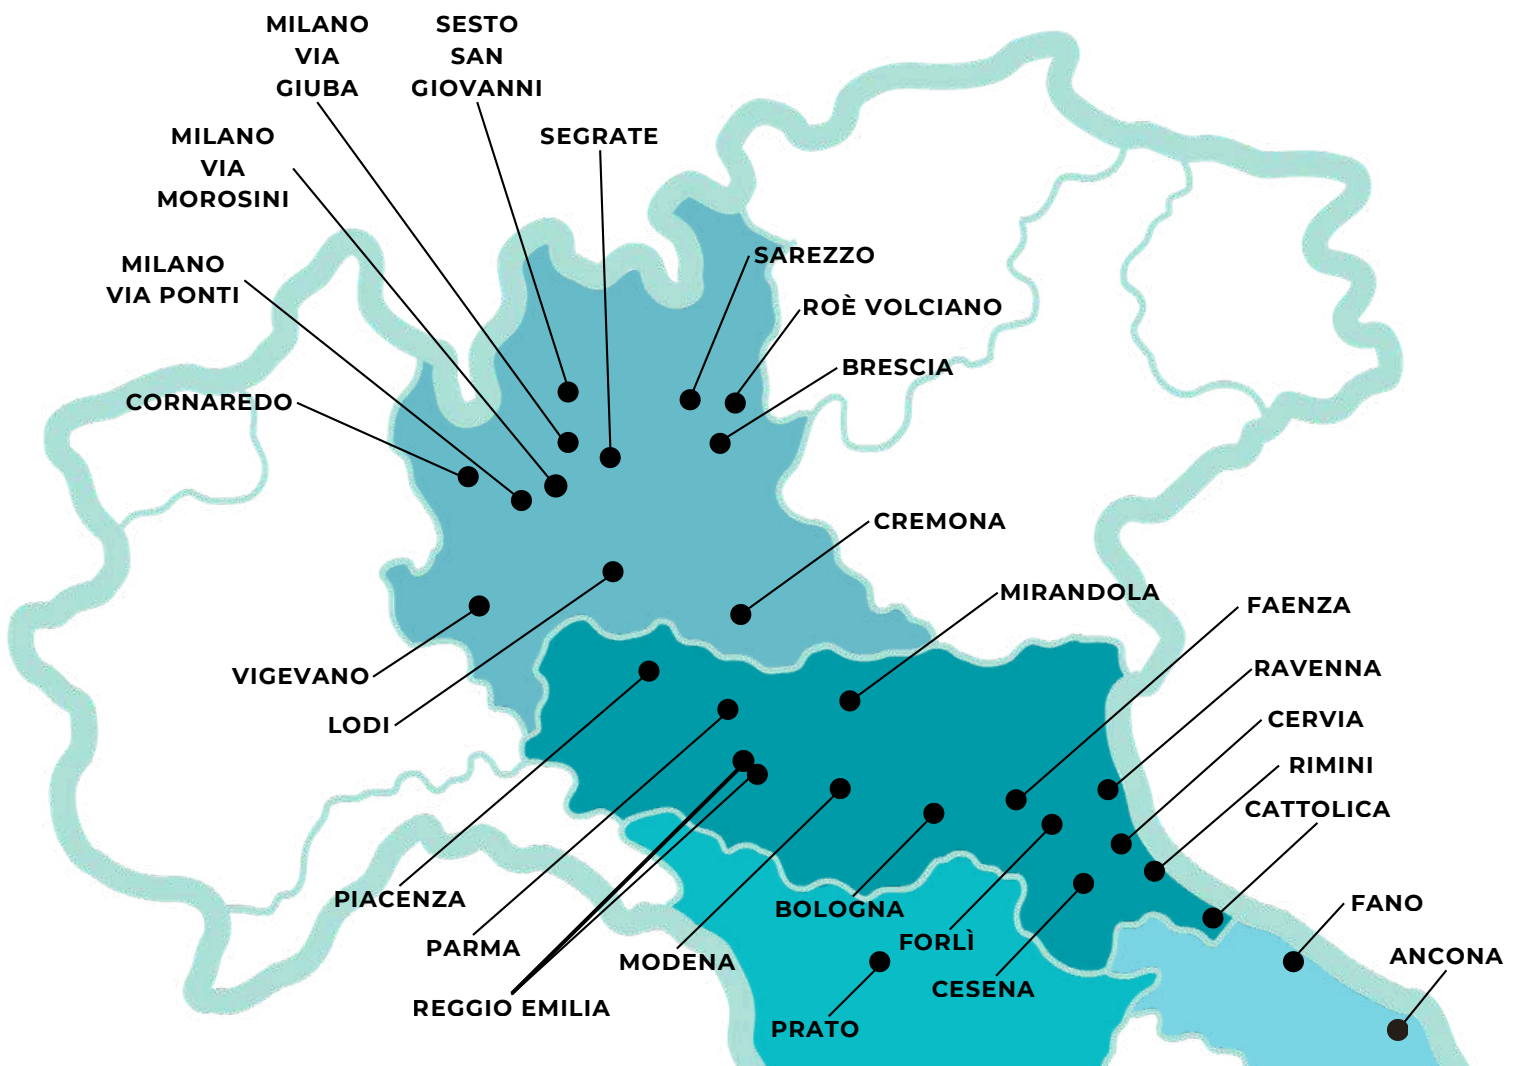 MILANO
VIA
GIUBA
SESTO
SAN
GIOVANNI
MILANO
VIA
MOROSINI
SEGRATE
MILANO
VIA PONTI
SAREZZO
ROÈ VOLCIANO
BRESCIA
CORNAREDO
CREMONA
MIRANDOLA
FAENZA
VIGEVANO
RAVENNA
LODI
CERVIA
RIMINI
CATTOLICA
PIACENZA
BOLOGNA
FANO
PARMA
FORLÌ
MODENA
ANCONA
CESENA
REGGIO EMILIA
PRATO